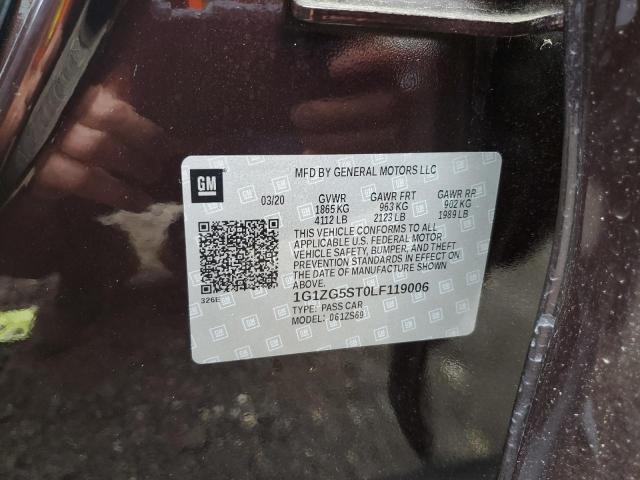 MFD BY GENERAL MOTORS LLC
GM
03/20 GVWR GAWR FRT GAWR RR
1865 KG 963 KG 902 KG
4112 LB 2123 LB 1989 LB
THIS VEHICLE CONFORMS TO ALL
APPLICABLE U.S. FEDERAL MOTOR
VEHICLE SAFETY, BUMPER, AND THEFT
PREVENTION STANDARDS IN EFFECT ON
THE DATE OF MANUFACTURE SHOWN
ABOVE.
326E
1G1ZG5ST0LF119006
TYPE: PASS CAR
MODEL: 061ZS69